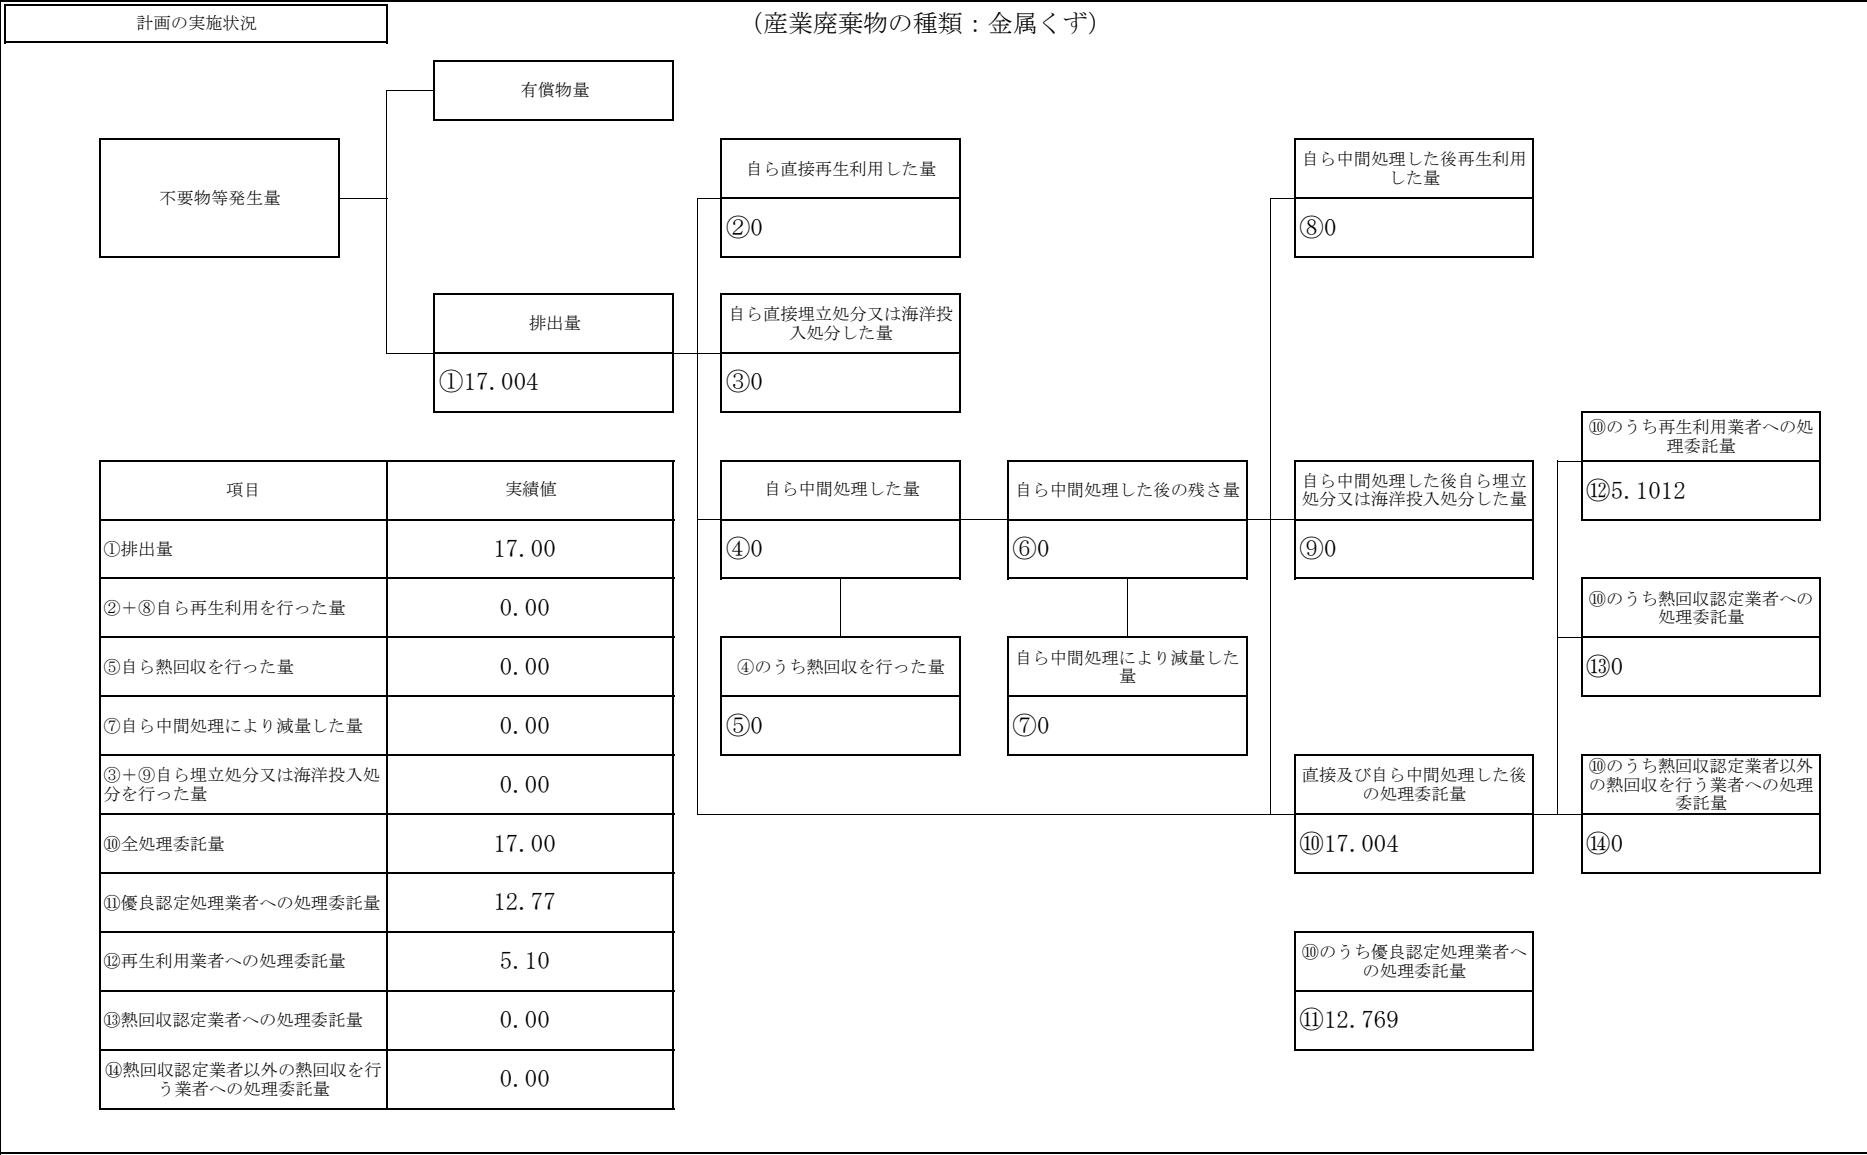 計画の実施状況
（産業廃棄物の種類：金属くず）
有償物量
不要物等発生量
自ら直接再生利用した量
②0
自ら中間処理した後再生利用
した量
⑧0
排出量
①17.004
自ら直接埋立処分又は海洋投
入処分した量
③0
⑩のうち再生利用業者への処
理委託量
⑫5.1012
自ら中間処理した量
④0
自ら中間処理した後の残さ量
⑥0
自ら中間処理した後自ら埋立
処分又は海洋投入処分した量
⑨0
⑩のうち熱回収認定業者への
処理委託量
⑬0
④のうち熱回収を行った量
⑤0
自ら中間処理により減量した
量
⑦0
直接及び自ら中間処理した後
の処理委託量
⑩17.004
⑩のうち熱回収認定業者以外
の熱回収を行う業者への処理
委託量
⑭0
⑩のうち優良認定処理業者へ
の処理委託量
⑪12.769
項目 実績値
①排出量 17.00
②＋⑧自ら再生利用を行った量 0.00
⑤自ら熱回収を行った量 0.00
⑦自ら中間処理により減量した量 0.00
③＋⑨自ら埋立処分又は海洋投入処
分を行った量 0.00
⑩全処理委託量 17.00
⑪優良認定処理業者への処理委託量 12.77
⑫再生利用業者への処理委託量 5.10
⑬熱回収認定業者への処理委託量 0.00
⑭熱回収認定業者以外の熱回収を行
う業者への処理委託量 0.00